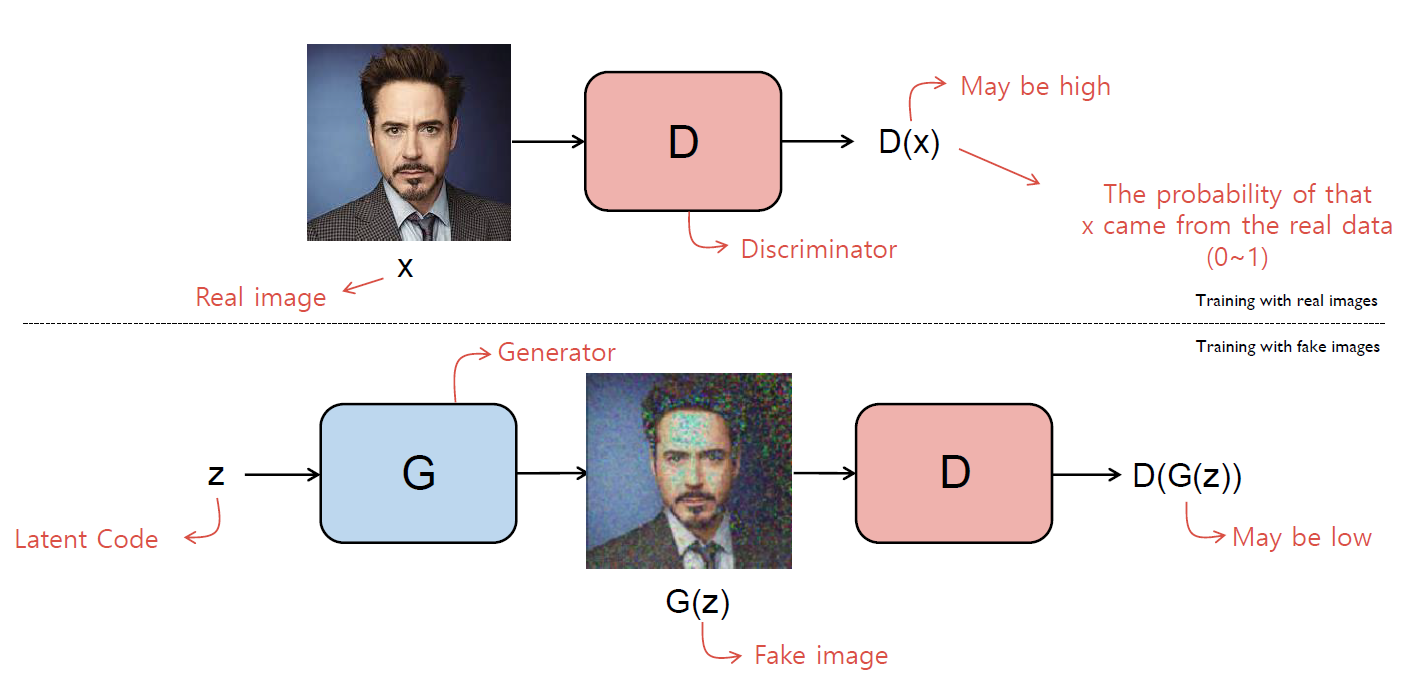 May be high
D
D(x)
The probability of that
x came from the real data
(0~1)
Discriminator
x
Real image
Training with real images
Training with fake images
Generator
z
G
D
D(G(z))
Latent Code
May be low
G(z)
Fake image